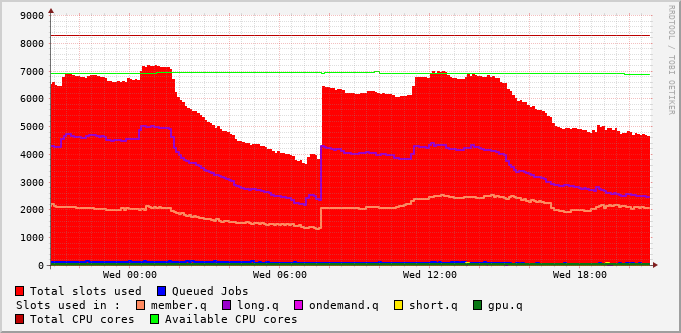 9000
8000
7000
6000
5000
4000
3000
2000
1000
0
Wed 00:00 Wed 06:00 Wed 12:00 Wed 18:00
RRDTOOL / TOBI OETIKER
Total slots used Queued Jobs
Slots used in : member.q long.q ondemand.q short.q gpu.q
Total CPU cores Available CPU cores